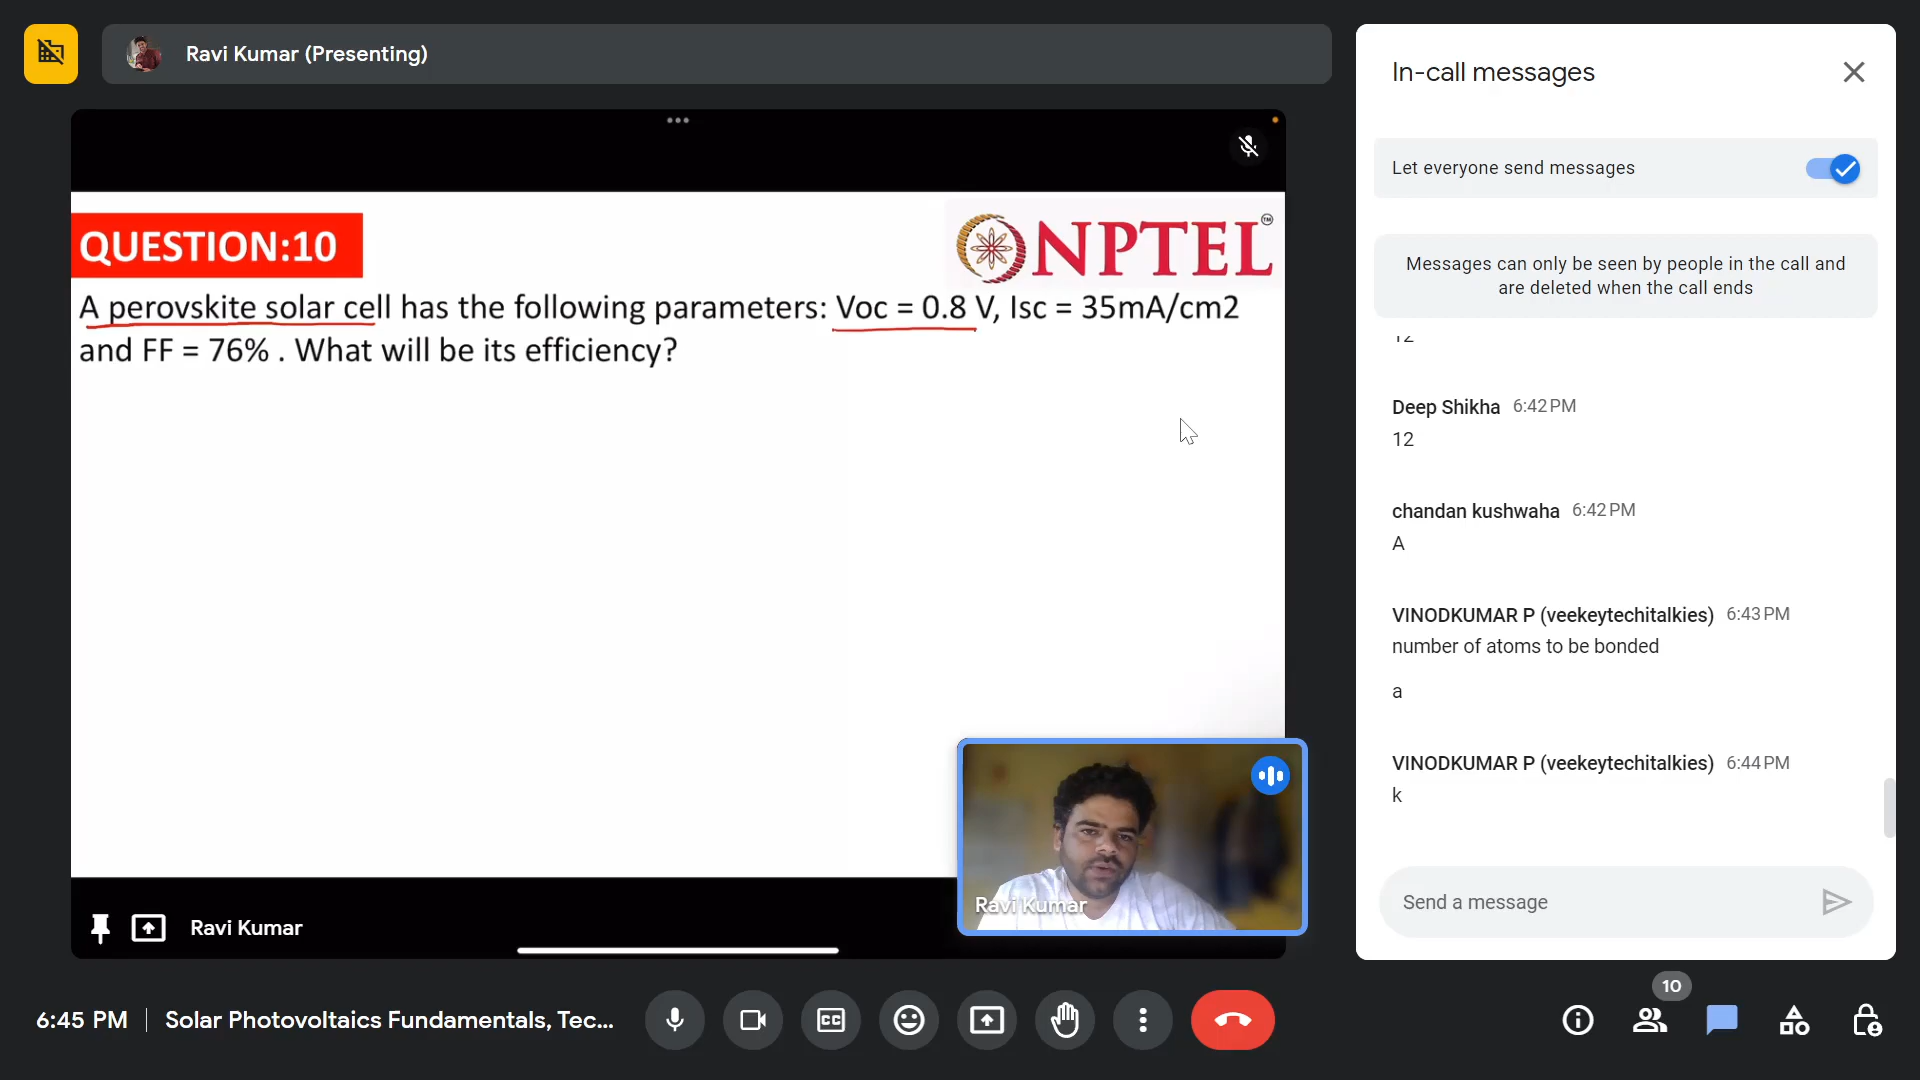 Ravi Kumar (Presenting)
QUESTION:10
NPTEL
TM
A perovskite solar cell has the following parameters: Voc = 0.8 V, Isc = 35mA/cm2
and FF = 76% . What will be its efficiency?
Ravi Kumar
Ravi Kumar
In-call messages
Let everyone send messages
Messages can only be seen by people in the call and
are deleted when the call ends
12
Deep Shikha 6:42 PM
12
chandan kushwaha 6:42 PM
A
VINODKUMAR P (veekeytechitalkies) 6:43 PM
number of atoms to be bonded
a
VINODKUMAR P (veekeytechitalkies) 6:44 PM
k
Send a message
6:45 PM
Solar Photovoltaics Fundamentals, Tec...
CC
10